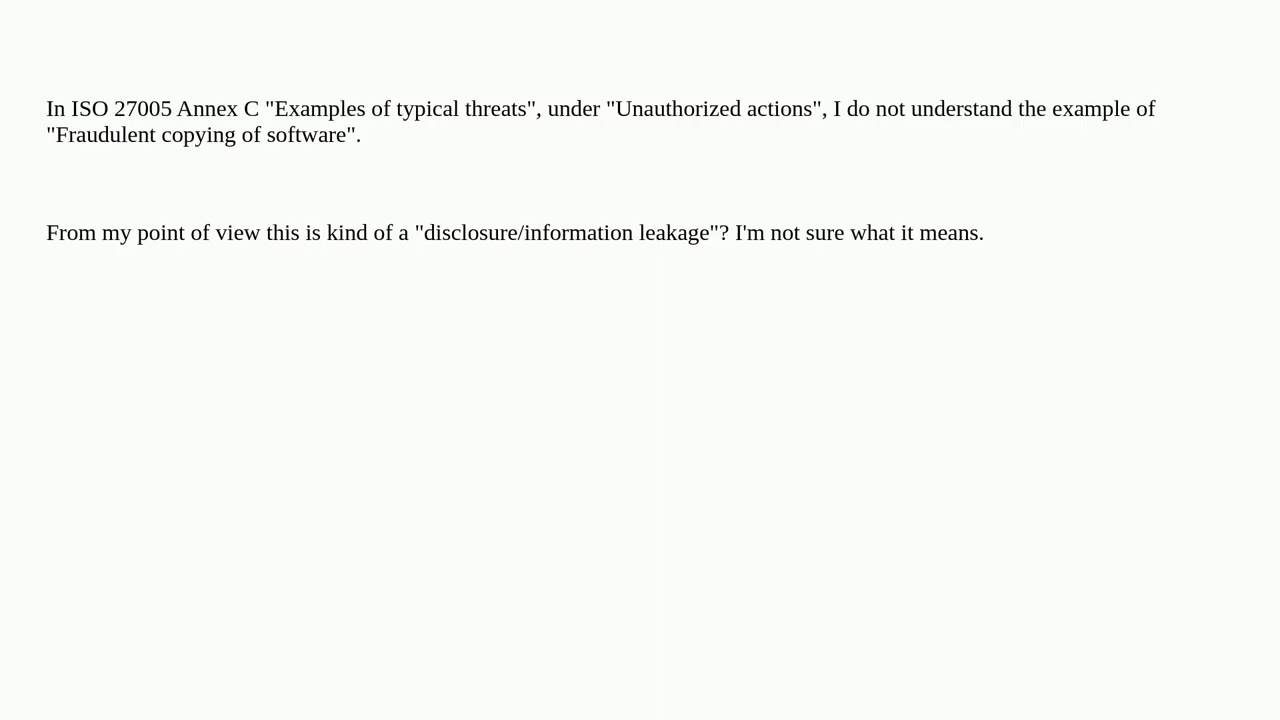 In ISO 27005 Annex C "Examples of typical threats", under "Unauthorized actions", I do not understand the example of
"Fraudulent copying of software".
From my point of view this is kind of a "disclosure/information leakage"? I'm not sure what it means.